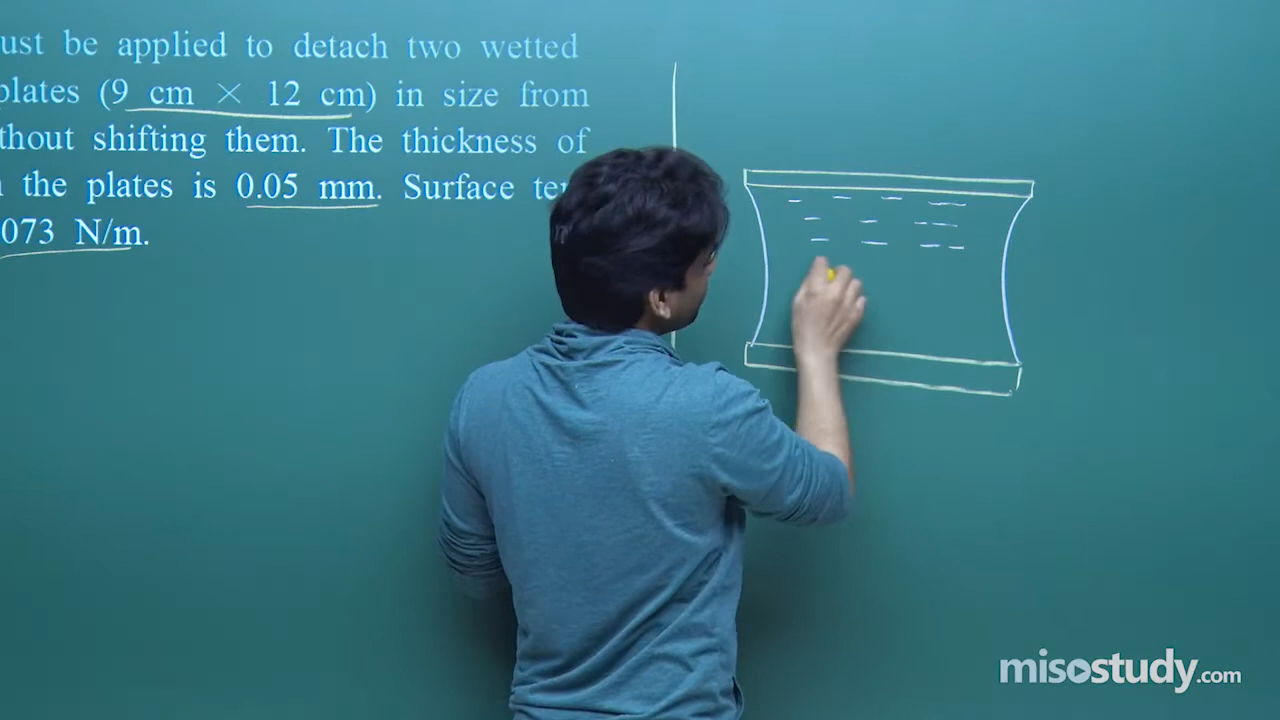 ust be applied to detach two wetted
plates (9 cm × 12 cm) in size from
thout shifting them. The thickness of
the plates is 0.05 mm. Surface
073 N/m.
misostudy.com